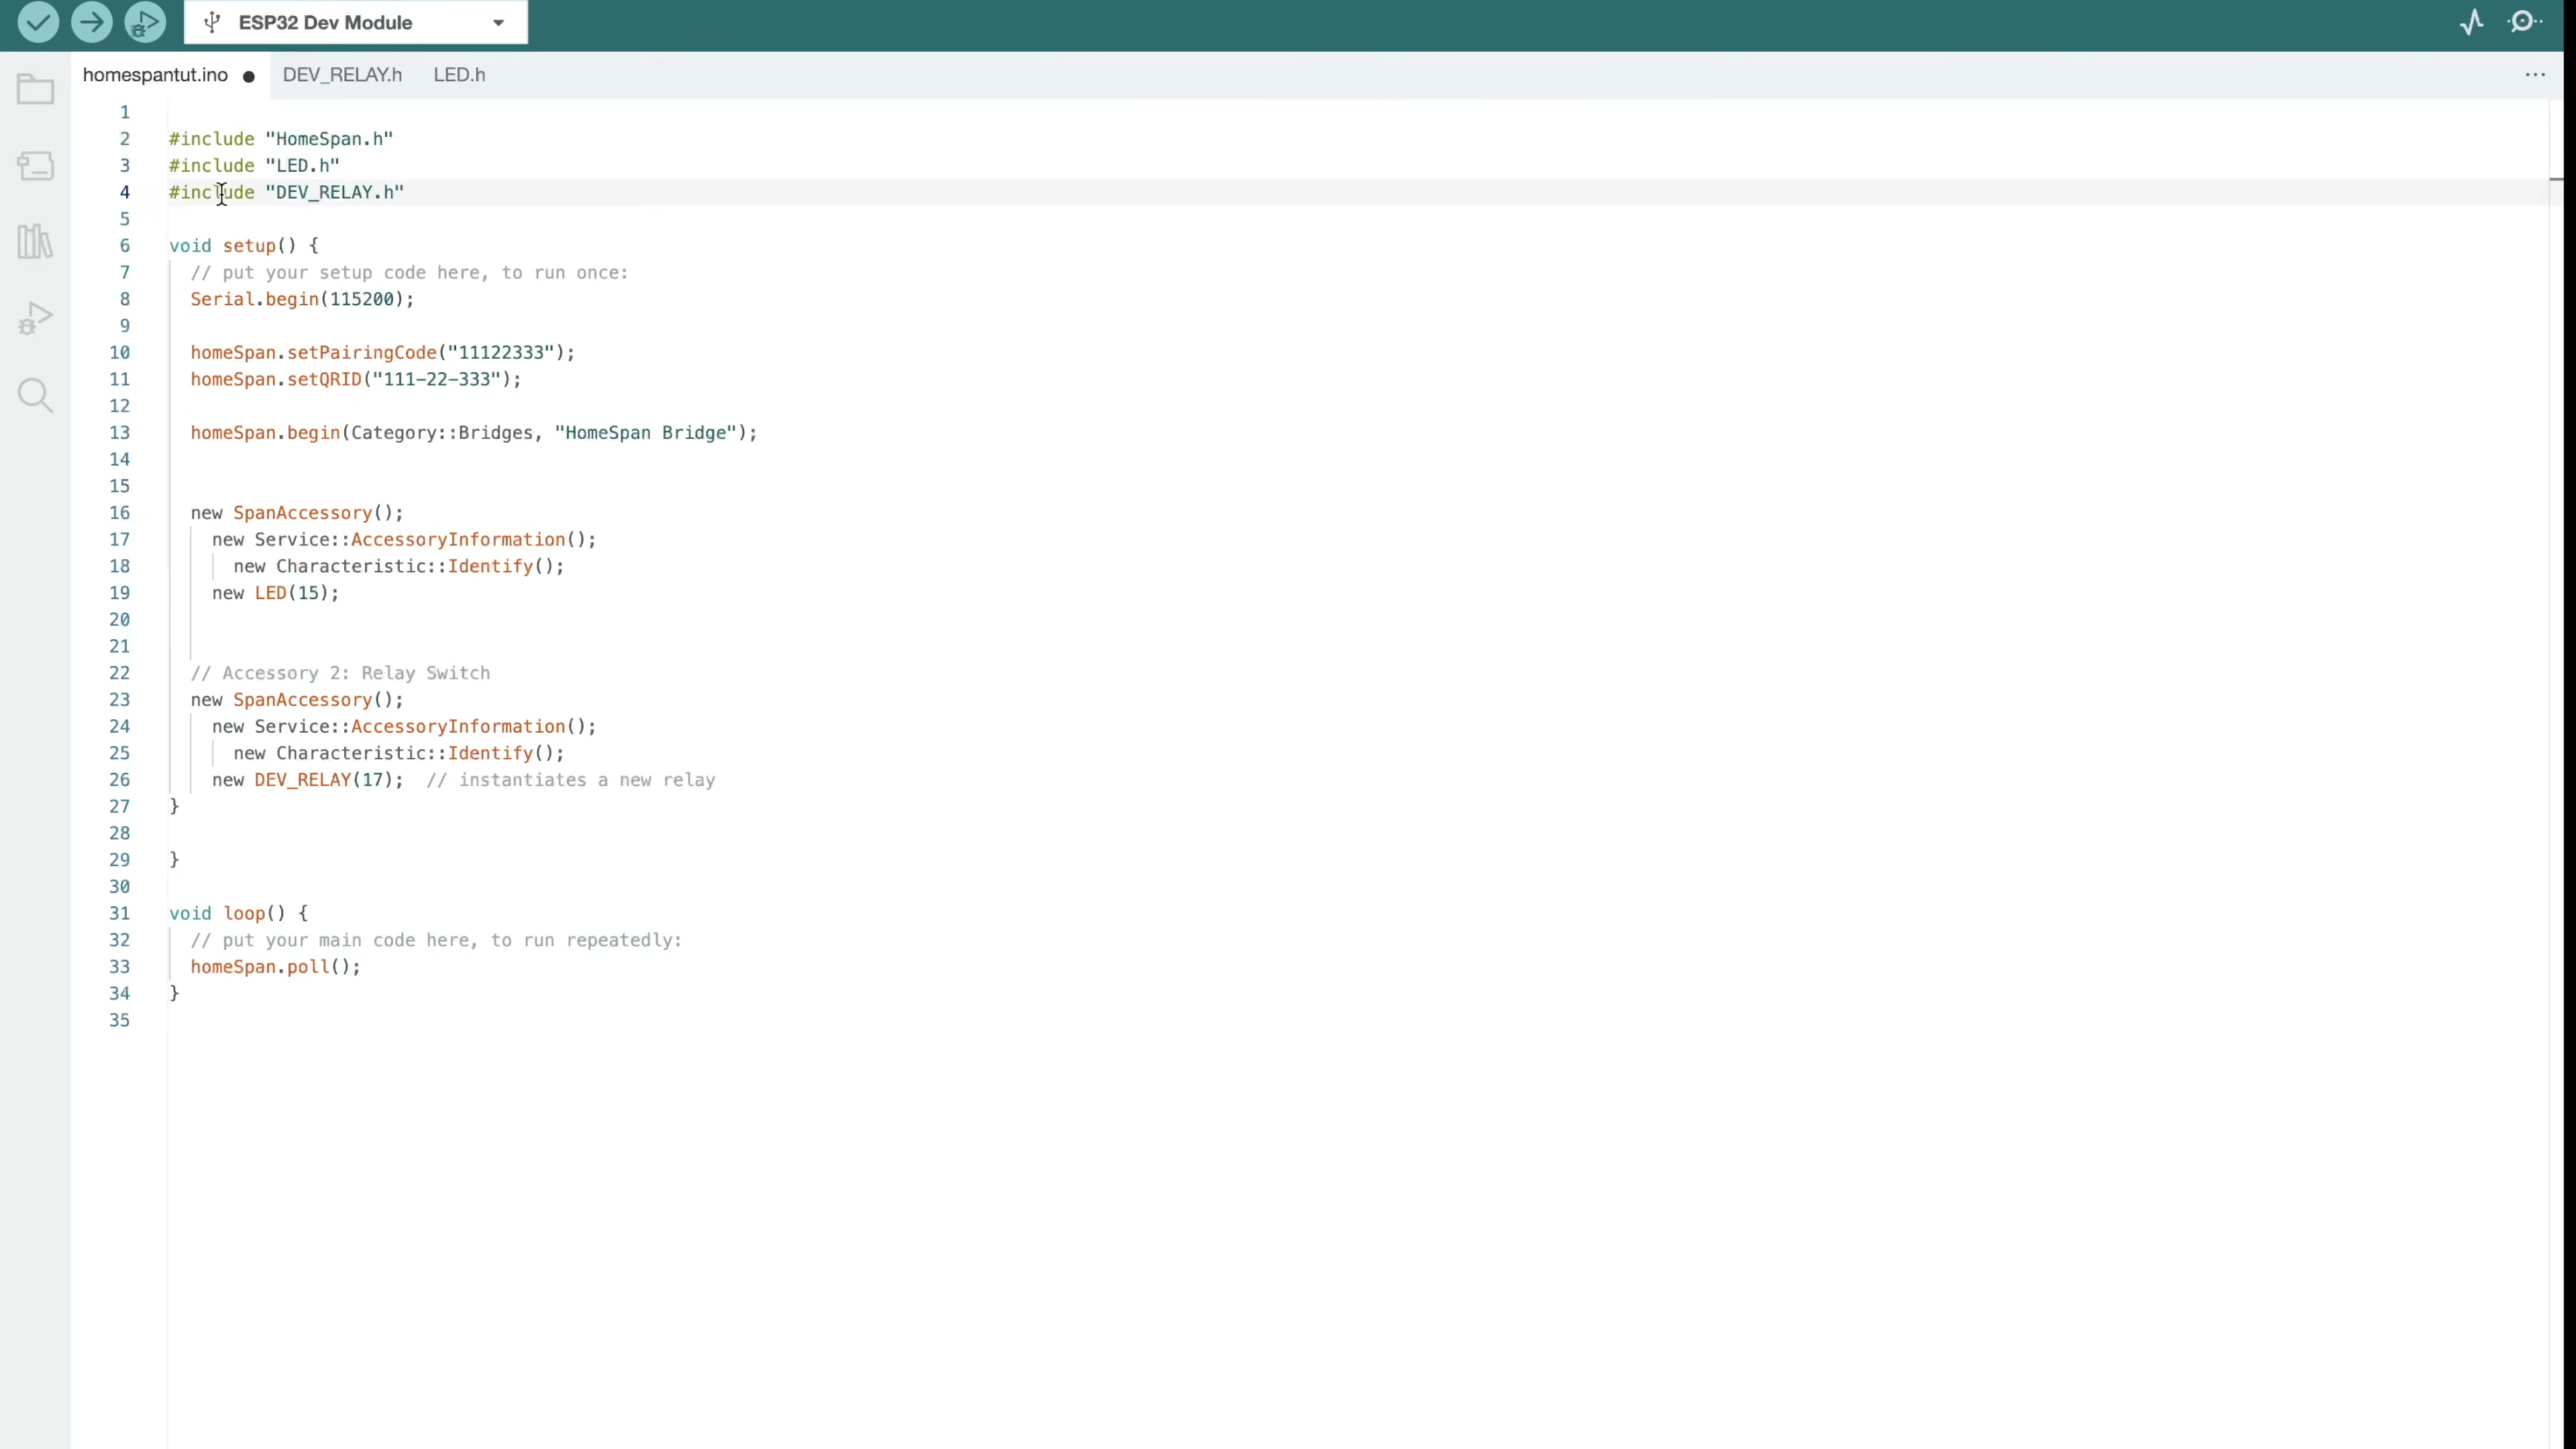 ESP32 Dev Module
homespantut.ino DEV_RELAY.h LED.h
1
2 #include "HomeSpan.h"
3 #include "LED.h"
4 #include "DEV_RELAY.h"
5
6 void setup() {
7 // put your setup code here, to run once:
8 Serial.begin(115200);
9
10 homeSpan.setPairingCode("11122333");
11 homeSpan.setQRID("111-22-333");
12
13 homeSpan.begin(Category::Bridges, "HomeSpan Bridge");
14
15
16 new SpanAccessory();
17 new Service::AccessoryInformation();
18 new Characteristic::Identify();
19 new LED(15);
20
21
22 // Accessory 2: Relay Switch
23 new SpanAccessory();
24 new Service::AccessoryInformation();
25 new Characteristic::Identify();
26 new DEV_RELAY(17);  // instantiates a new relay
27 }
28
29 }
30
31 void loop() {
32 // put your main code here, to run repeatedly:
33 homeSpan.poll();
34 }
35